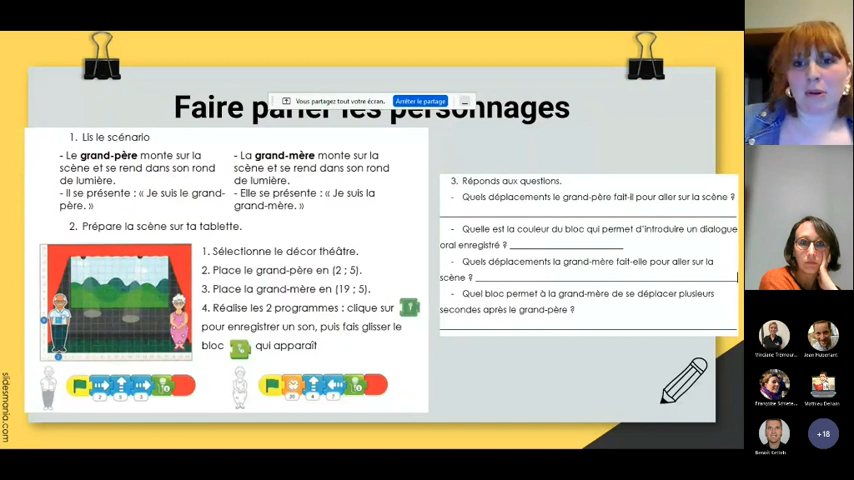 Faire parler les personnages
Vous partagez tout votre écran. Arrêter le partage
1. Lis le scénario
- Le grand-père monte sur la
scène et se rend dans son rond
de lumière.
- Il se présente : « Je suis le grand-
père. »
- La grand-mère monte sur la
scène et se rend dans son rond
de lumière.
- Elle se présente : « Je suis la
grand-mère. »
2. Prépare la scène sur ta tablette.
1. Sélectionne le décor théâtre.
2. Place le grand-père en (2 ; 5).
3. Place la grand-mère en (19 ; 5).
4. Réalise les 2 programmes : clique sur
pour enregistrer un son, puis fais glisser le
bloc qui apparaît
3. Réponds aux questions.
- Quels déplacements le grand-père fait-il pour aller sur la scène ?
- Quelle est la couleur du bloc qui permet d'introduire un dialogue
oral enregistré ?
- Quels déplacements la grand-mère fait-elle pour aller sur la
scène ?
- Quel bloc permet à la grand-mère de se déplacer plusieurs
secondes après le grand-père ?
slidesmania.com
+18